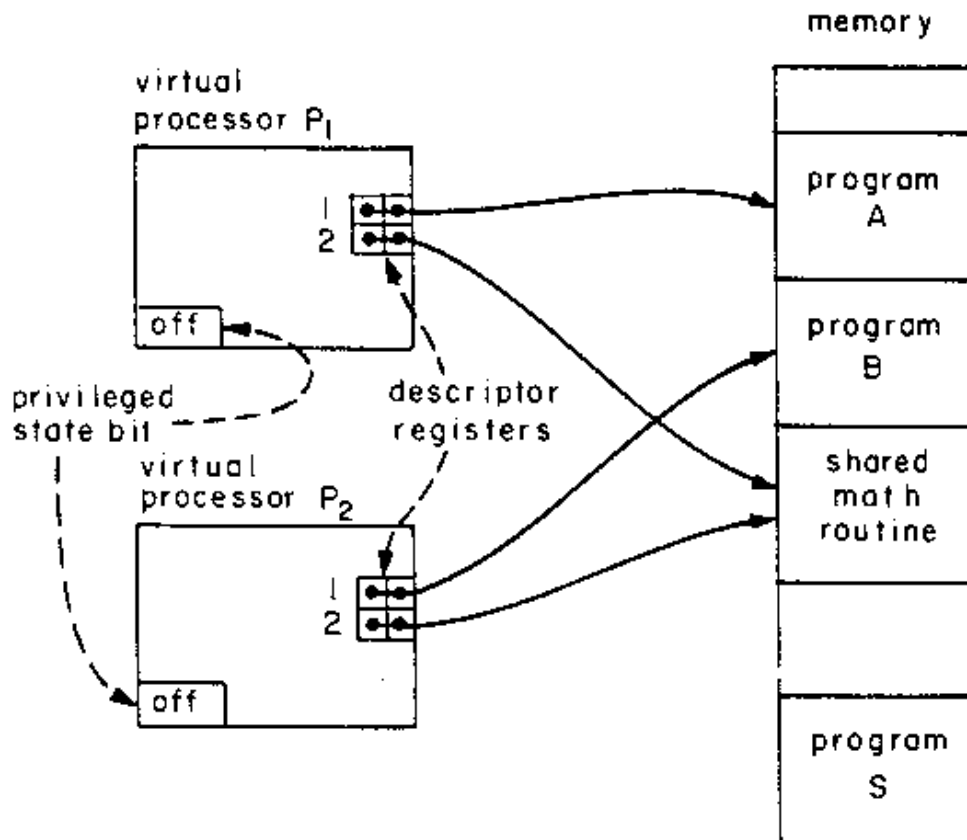 memory
virtual
processor P1
1
2
off
program
A
program
B
privileged
state bit
descriptor
registers
virtual
processor P2
1
2
off
shared
math
routine
program
S